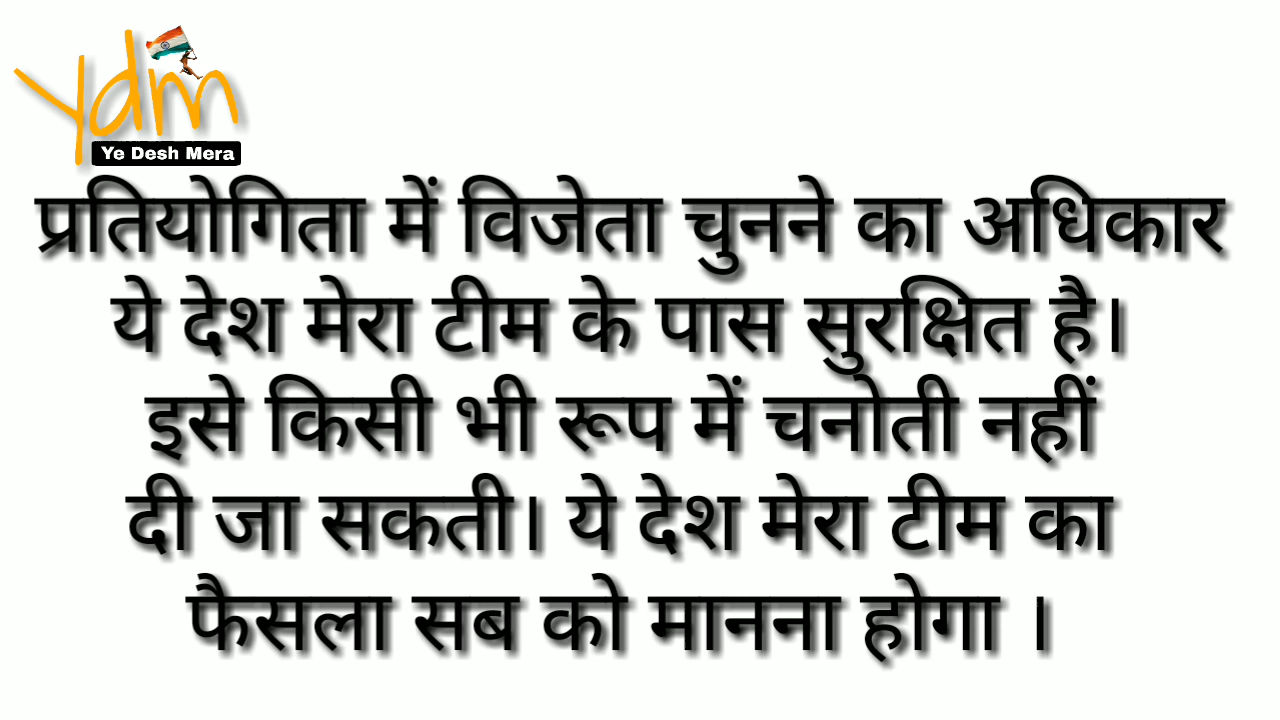 ydm
Ye Desh Mera
प्रतियोगिता में विजेता चुनने का अधिकार
ये देश मेरा टीम के पास सुरक्षित है।
इसे किसी भी रूप में चनोती नहीं
दी जा सकती। ये देश मेरा टीम का
फैसला सब को मानना होगा ।